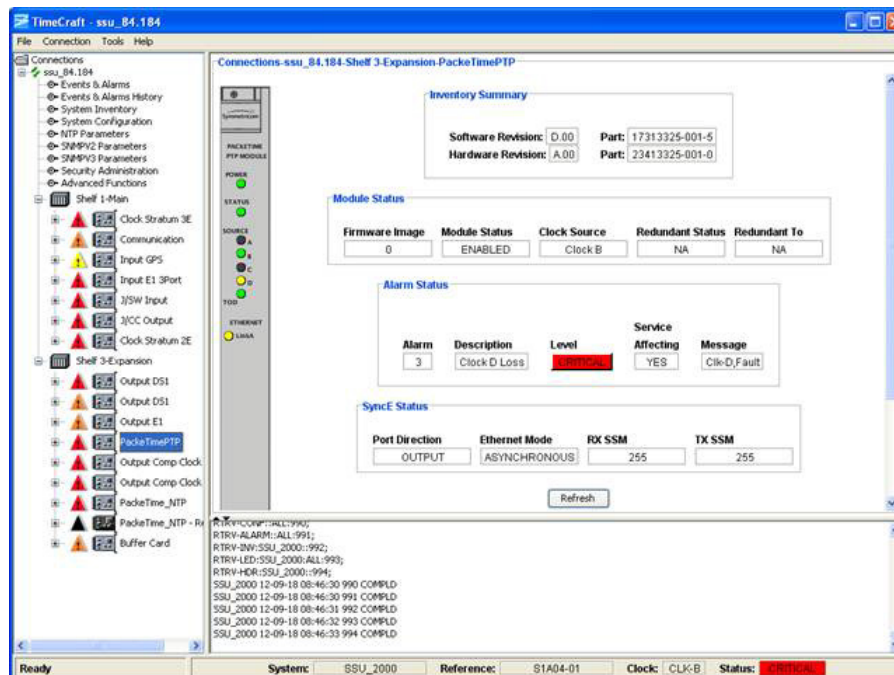 TimeCraft - ssu_84.184
File Connection Tools Help
Connections
ssu_84.184
Events & Alarms
Events & Alarms History
System Inventory
System Configuration
NTP Parameters
SNMPV2 Parameters
SNMPV3 Parameters
Security Administration
Advanced Functions
Shelf 1-Main
Clock Stratum 3E
Communication
Input GPS
Input E1 3Port
J/SW Input
J/CC Output
Clock Stratum 2E
Shelf 3-Expansion
Output DS1
Output DS1
Output E1
PackeTimePTP
Output Comp Clock
Output Comp Clock
PackeTime_NTP
PackeTime_NTP - Re
Buffer Card
Connections-ssu_84.184-Shelf 3-Expansion-PackeTimePTP
Symmetricom
PACKETIME
PTP MODULE
POWER
STATUS
SOURCE
A
B
C
D
TOD
ETHERNET
Lk&A
Inventory Summary
Software Revision: D.00 Part: 17313325-001-5
Hardware Revision: A.00 Part: 23413325-001-0
Module Status
Firmware Image Module Status Clock Source Redundant Status Redundant To
0 ENABLED Clock B NA NA
Alarm Status
Alarm Description Level Service Affecting Message
3 Clock D Loss CRITICAL YES Clk-D,Fault
SyncE Status
Port Direction Ethernet Mode RX SSM TX SSM
OUTPUT ASYNCHRONOUS 255 255
Refresh
RTRV-CONF::ALL:990;
RTRV-ALARM::ALL:991;
RTRV-INV:SSU_2000::992;
RTRV-LED:SSU_2000:ALL:993;
RTRV-HDR:SSU_2000::994;
SSU_2000 12-09-18 08:46:30 990 COMPLD
SSU_2000 12-09-18 08:46:30 991 COMPLD
SSU_2000 12-09-18 08:46:31 992 COMPLD
SSU_2000 12-09-18 08:46:32 993 COMPLD
SSU_2000 12-09-18 08:46:33 994 COMPLD
Ready System: SSU_2000 Reference: S1A04-01 Clock: CLK-B Status: CRITICAL